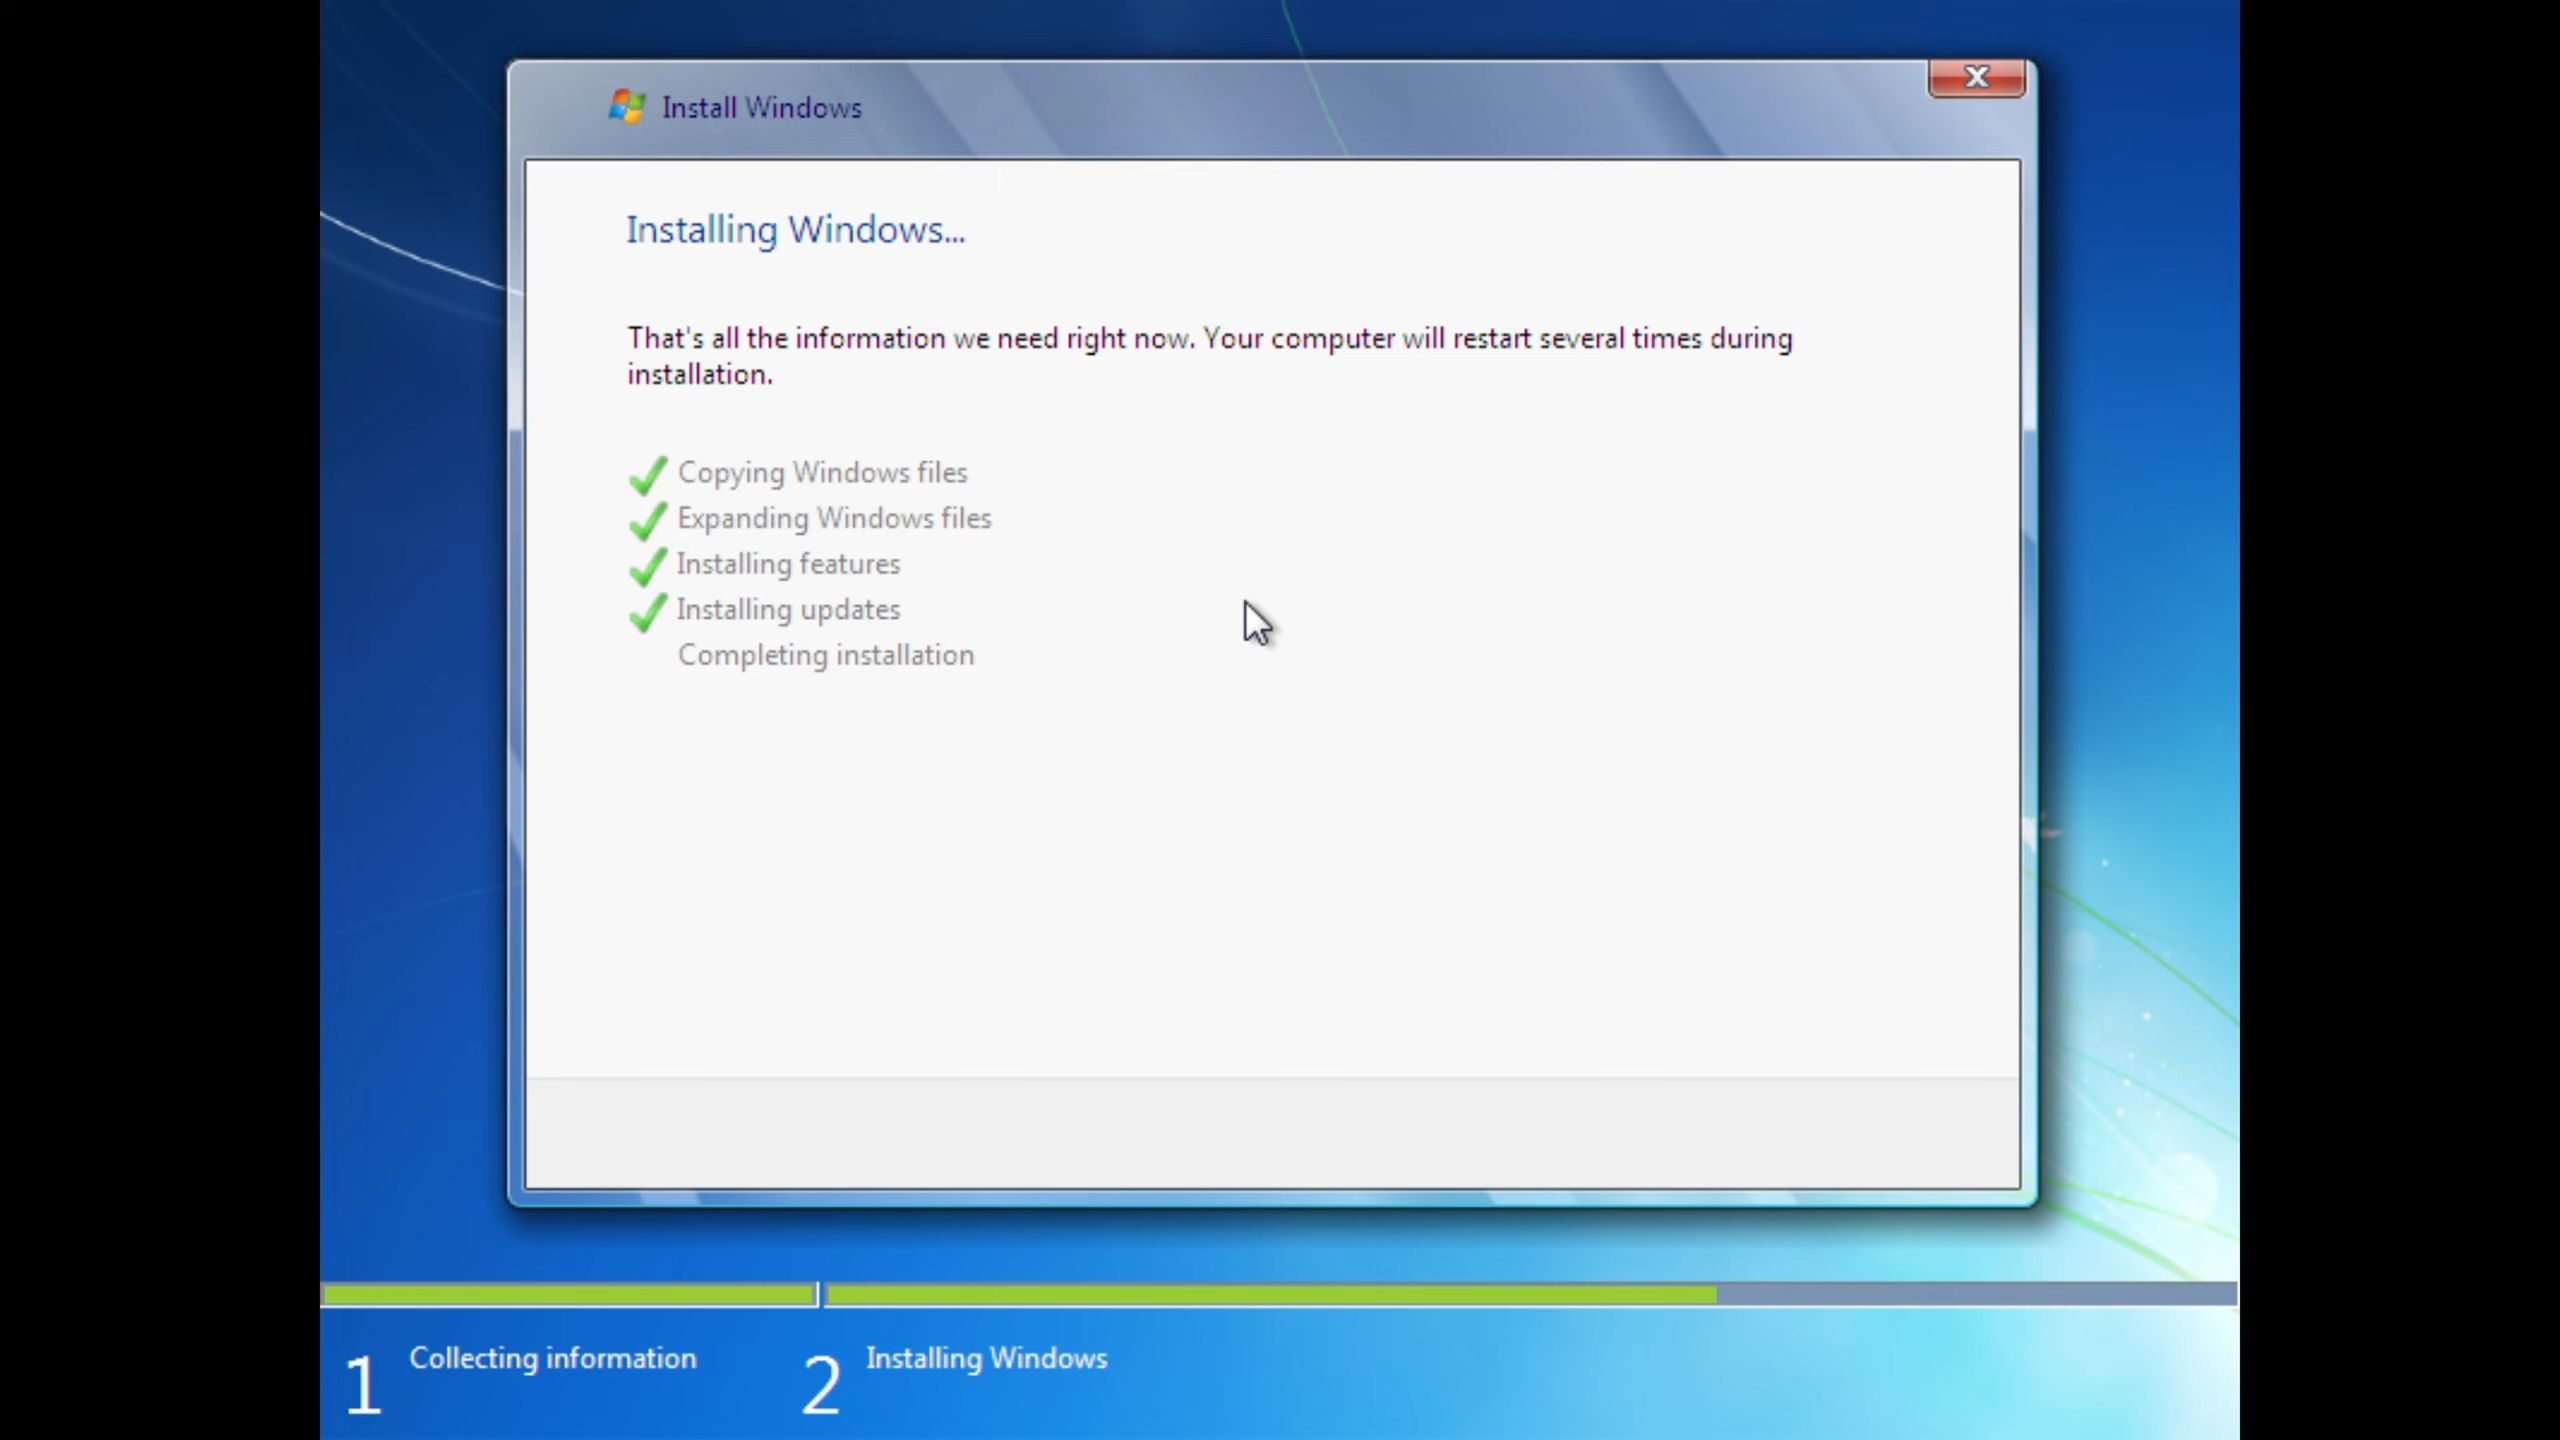 Install Windows
Installing Windows...
That's all the information we need right now. Your computer will restart several times during
installation.
Copying Windows files
Expanding Windows files
Installing features
Installing updates
Completing installation
1 Collecting information
2 Installing Windows